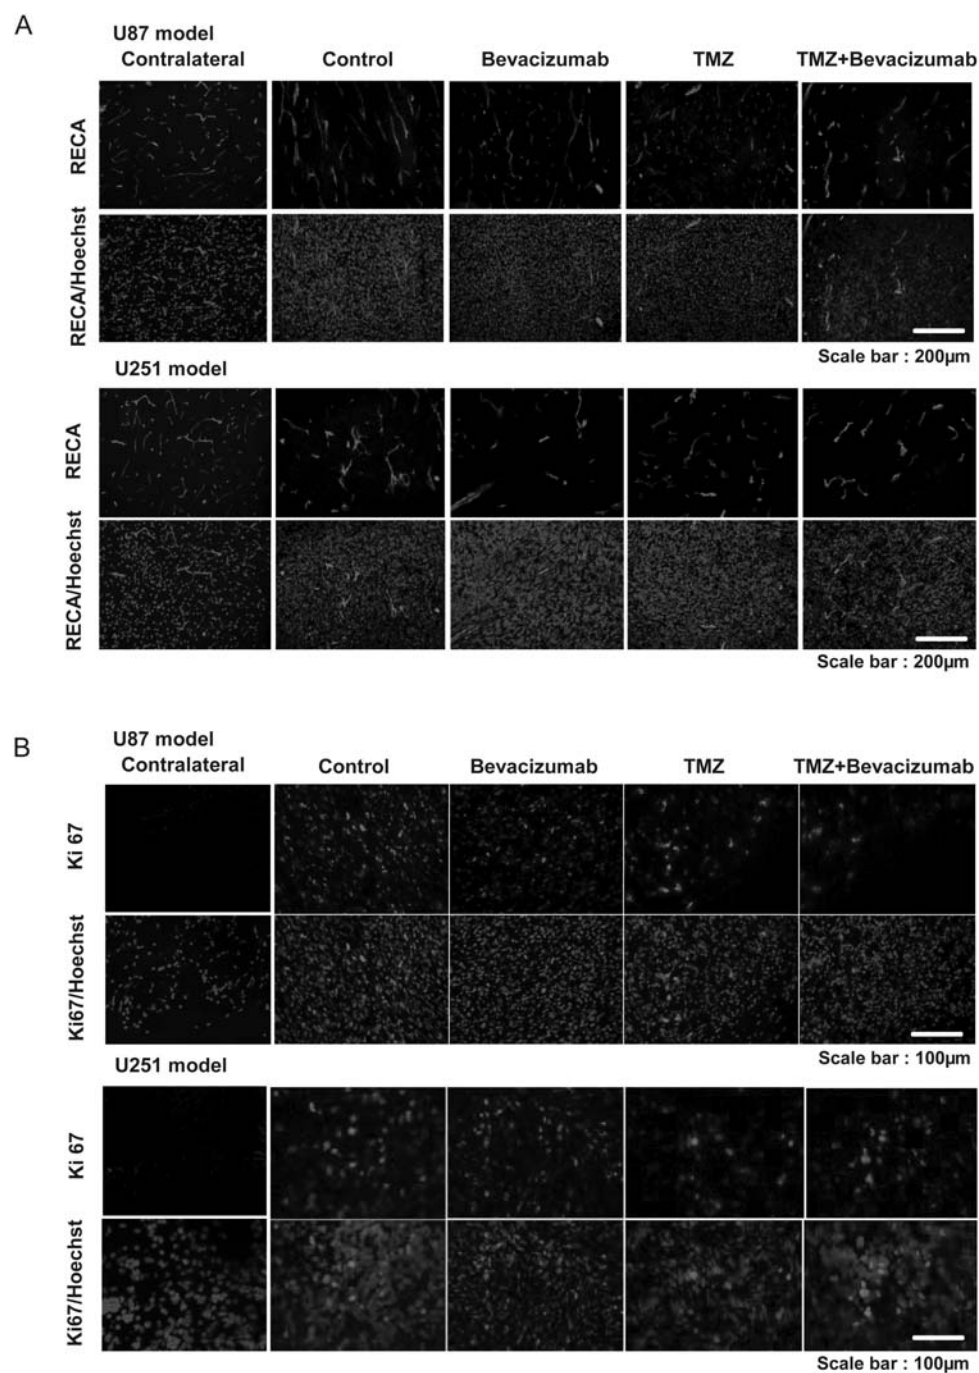 A
U87 model
Contralateral Control Bevacizumab TMZ TMZ+Bevacizumab
RECA
RECA/Hoechst
Scale bar : 200µm
U251 model
RECA
RECA/Hoechst
Scale bar : 200µm
B
U87 model
Contralateral Control Bevacizumab TMZ TMZ+Bevacizumab
Ki 67
Ki67/Hoechst
Scale bar : 100µm
U251 model
Ki 67
Ki67/Hoechst
Scale bar : 100µm